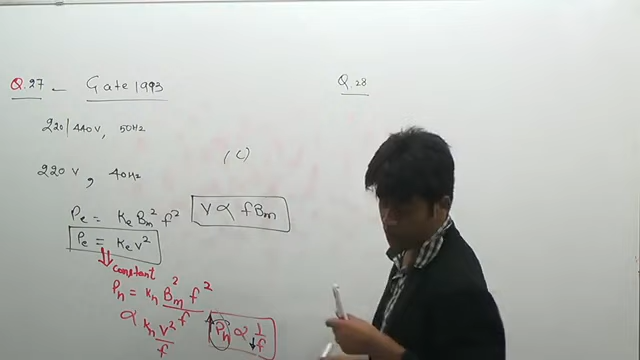 Q.27 – Gate 1993
220/440V, 50Hz
220 V, 40Hz
(C)
Pe = Ke Bm² f²
V ∝ f Bm
Pe = Ke V²
constant
Ph = Kh Bm² f² / f
∝ Kh V² / f
Ph ∝ 1/f
Q.28